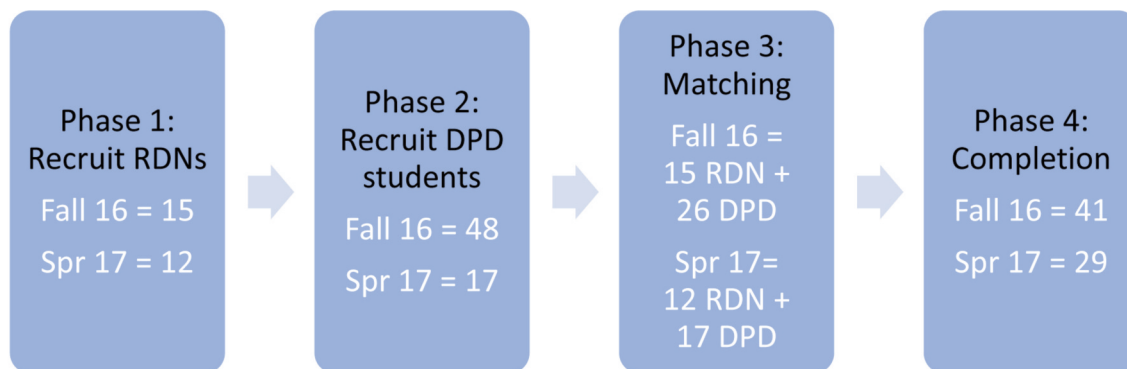 Phase 1:
Recruit RDNs
Fall 16 = 15
Spr 17 = 12
Phase 2:
Recruit DPD
students
Fall 16 = 48
Spr 17 = 17
Phase 3:
Matching
Fall 16 =
15 RDN +
26 DPD
Spr 17=
12 RDN +
17 DPD
Phase 4:
Completion
Fall 16 = 41
Spr 17 = 29